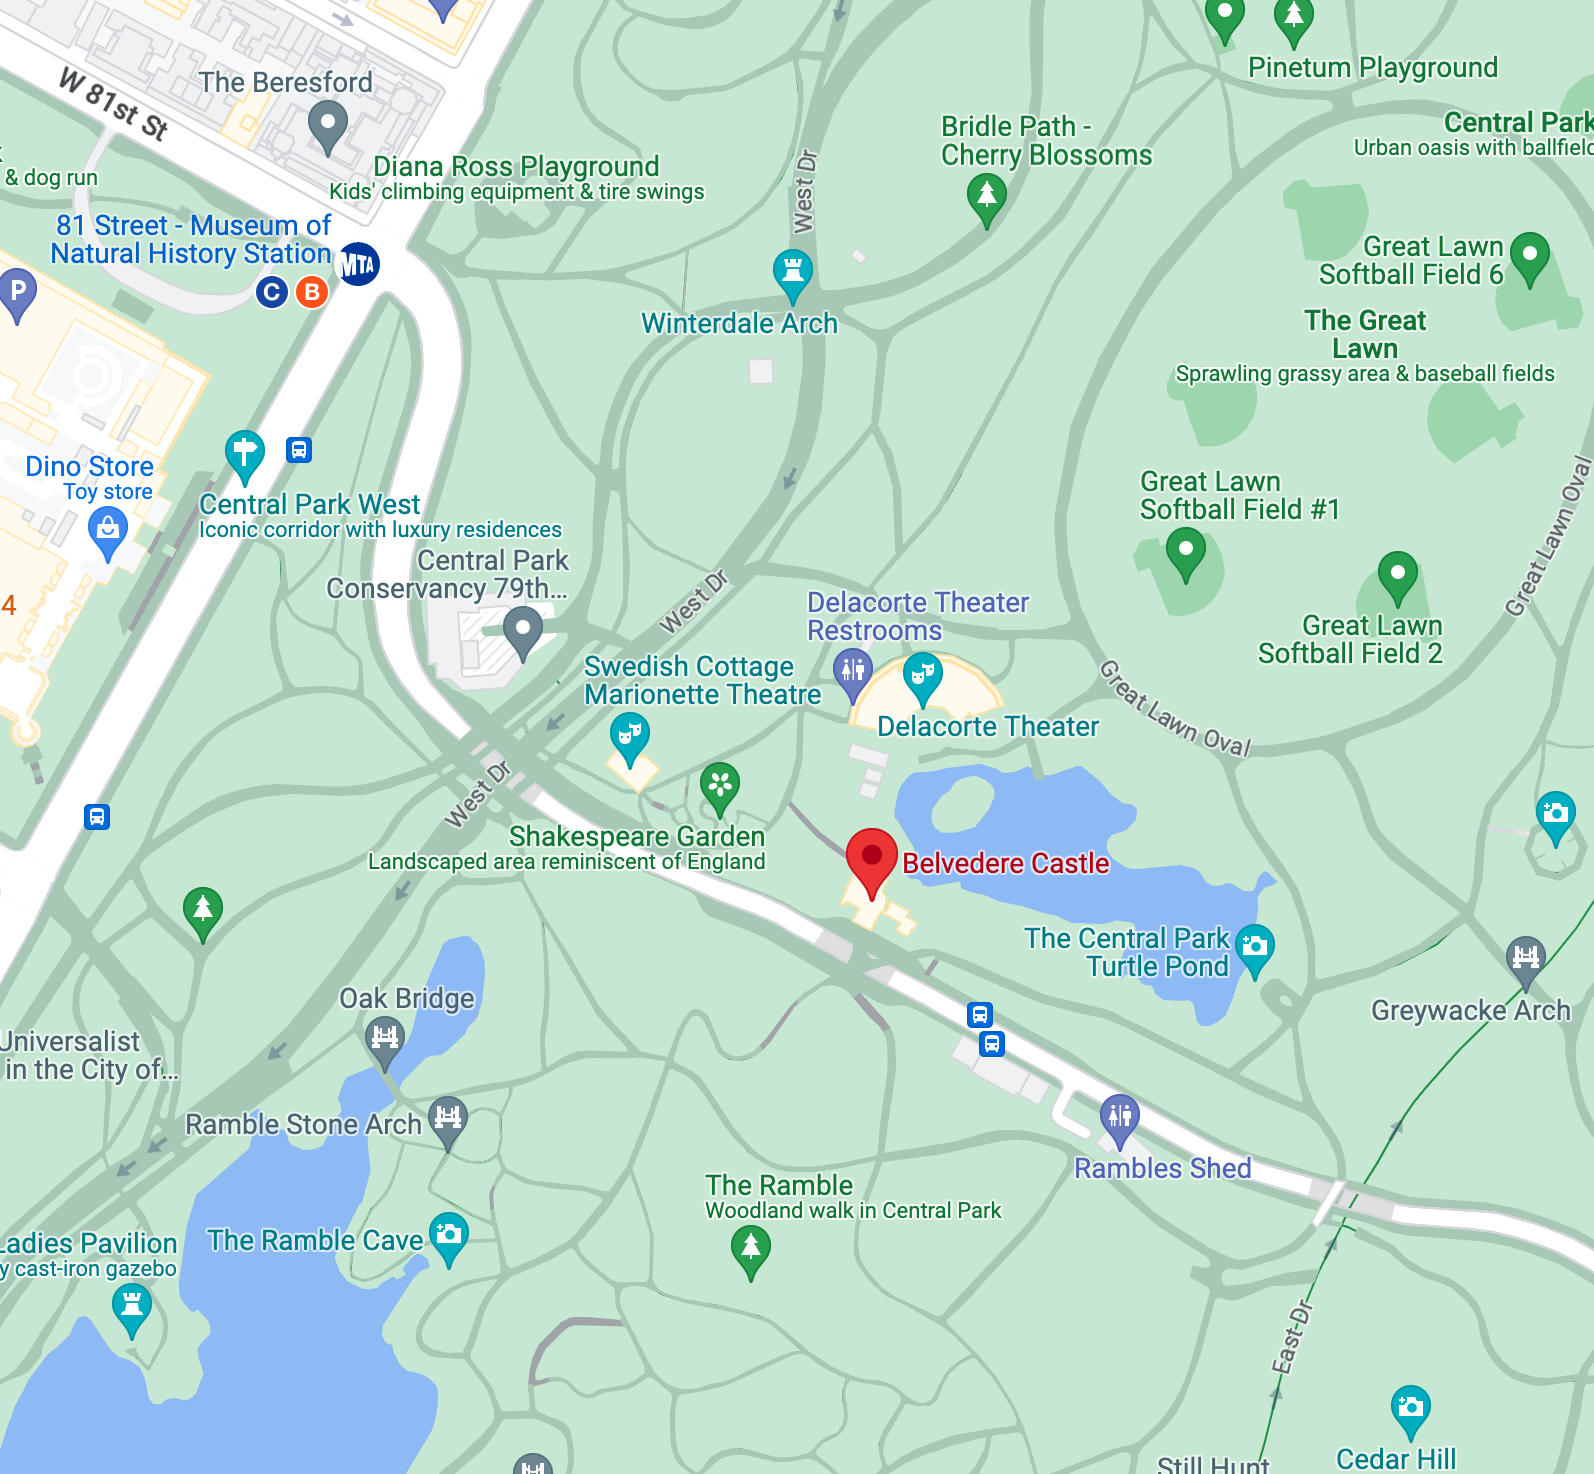 Pinetum Playground
The Beresford
W 81st St
Bridle Path -
Cherry Blossoms
Central Park
Urban oasis with ballfield
& dog run
Diana Ross Playground
Kids' climbing equipment & tire swings
West Dr
81 Street - Museum of
Natural History Station
MTA
C
B
P
Great Lawn
Softball Field 6
Winterdale Arch
The Great
Lawn
Sprawling grassy area & baseball fields
Dino Store
Toy store
Central Park West
Iconic corridor with luxury residences
Great Lawn
Softball Field #1
Great Lawn Oval
Central Park
Conservancy 79th...
West Dr
Delacorte Theater
Restrooms
4
Great Lawn
Softball Field 2
Swedish Cottage
Marionette Theatre
Delacorte Theater
Great Lawn Oval
West Dr
Shakespeare Garden
Landscaped area reminiscent of England
Belvedere Castle
The Central Park
Turtle Pond
Oak Bridge
Greywacke Arch
Universalist
in the City of...
Ramble Stone Arch
Rambles Shed
The Ramble
Woodland walk in Central Park
Ladies Pavilion
y cast-iron gazebo
The Ramble Cave
East Dr
Cedar Hill
Still Hunt